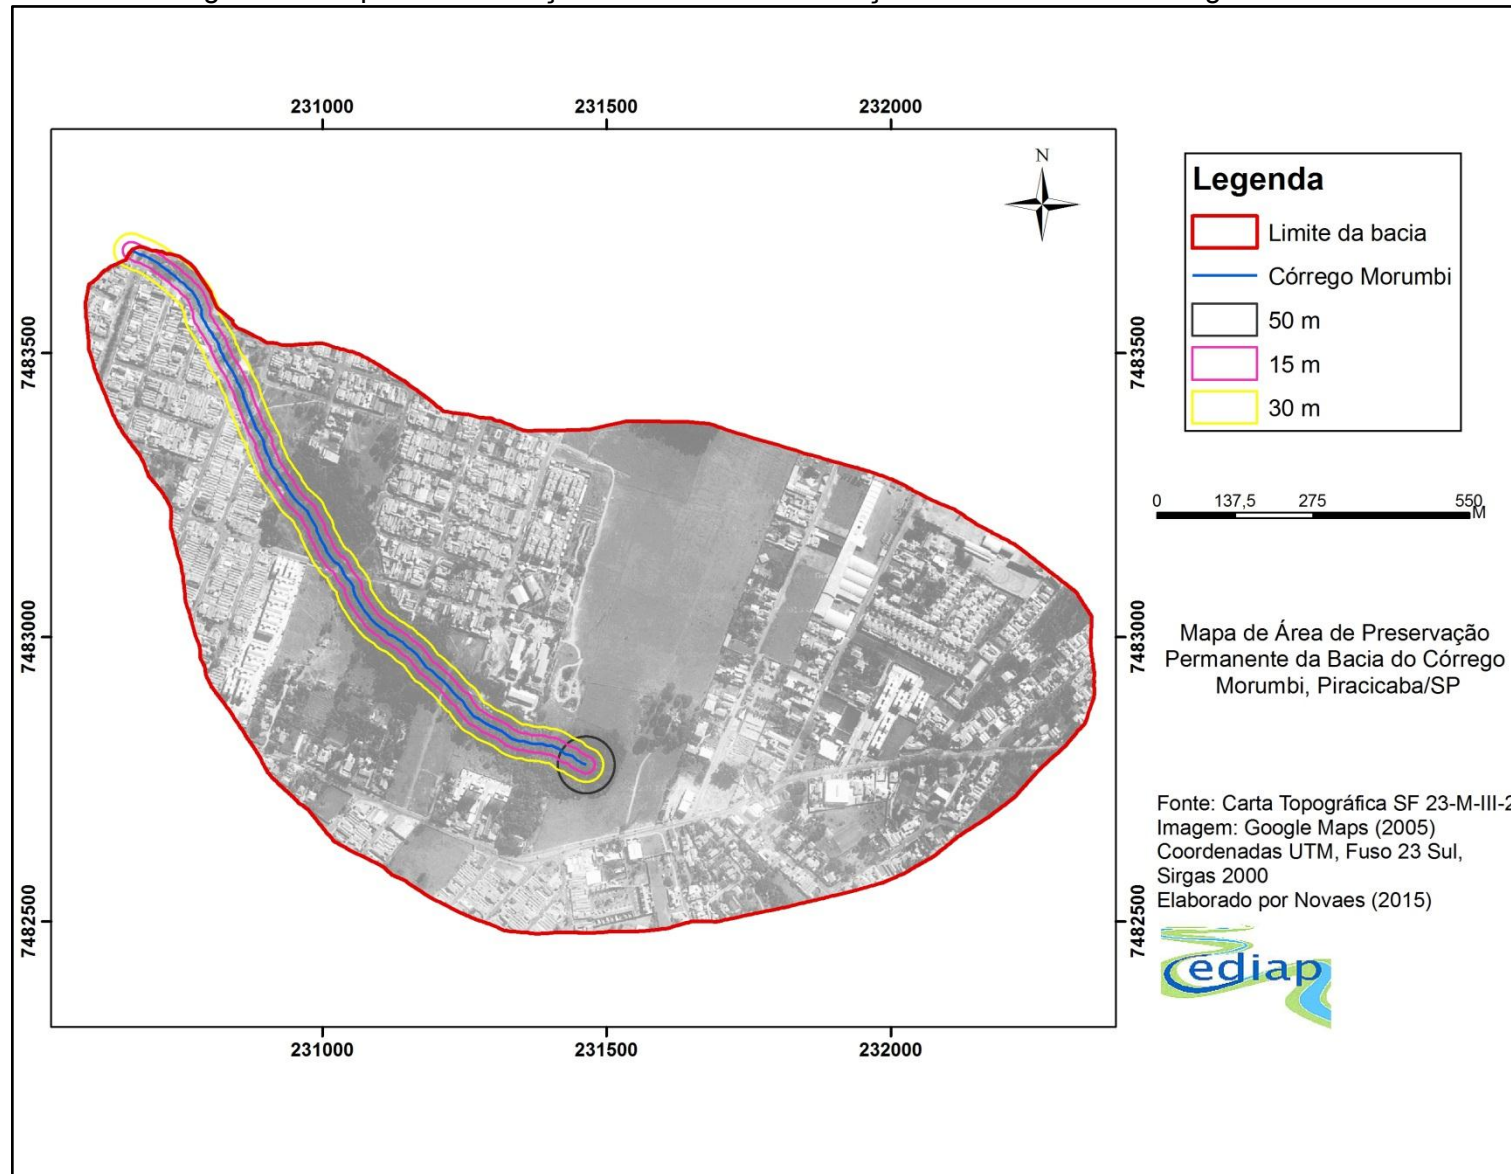 231000 231500 232000
N
7483500 7483500
7483000 7483000
7482500 7482500
231000 231500 232000
Legenda
Limite da bacia
Córrego Morumbi
50 m
15 m
30 m
0 137,5 275 550
M
Mapa de Área de Preservação
Permanente da Bacia do Córrego
Morumbi, Piracicaba/SP
Fonte: Carta Topográfica SF 23-M-III-2
Imagem: Google Maps (2005)
Coordenadas UTM, Fuso 23 Sul,
Sirgas 2000
Elaborado por Novaes (2015)
Cediap